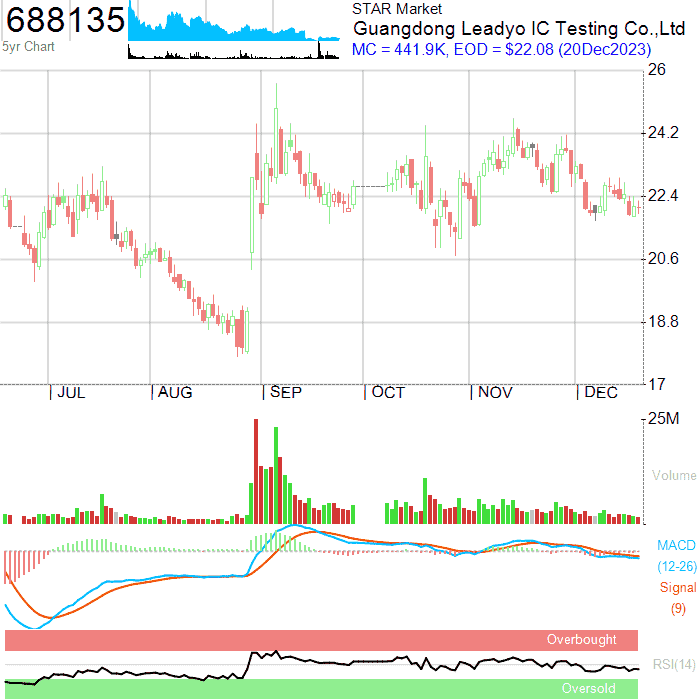 688135
5yr Chart
STAR Market
Guangdong Leadyo IC Testing Co.,Ltd
MC = 441.9K, EOD = $22.08 (20Dec2023)
26
24.2
22.4
20.6
18.8
17
JUL
AUG
SEP
OCT
NOV
DEC
25M
Volume
MACD
(12-26)
Signal
(9)
Overbought
RSI(14)
Oversold